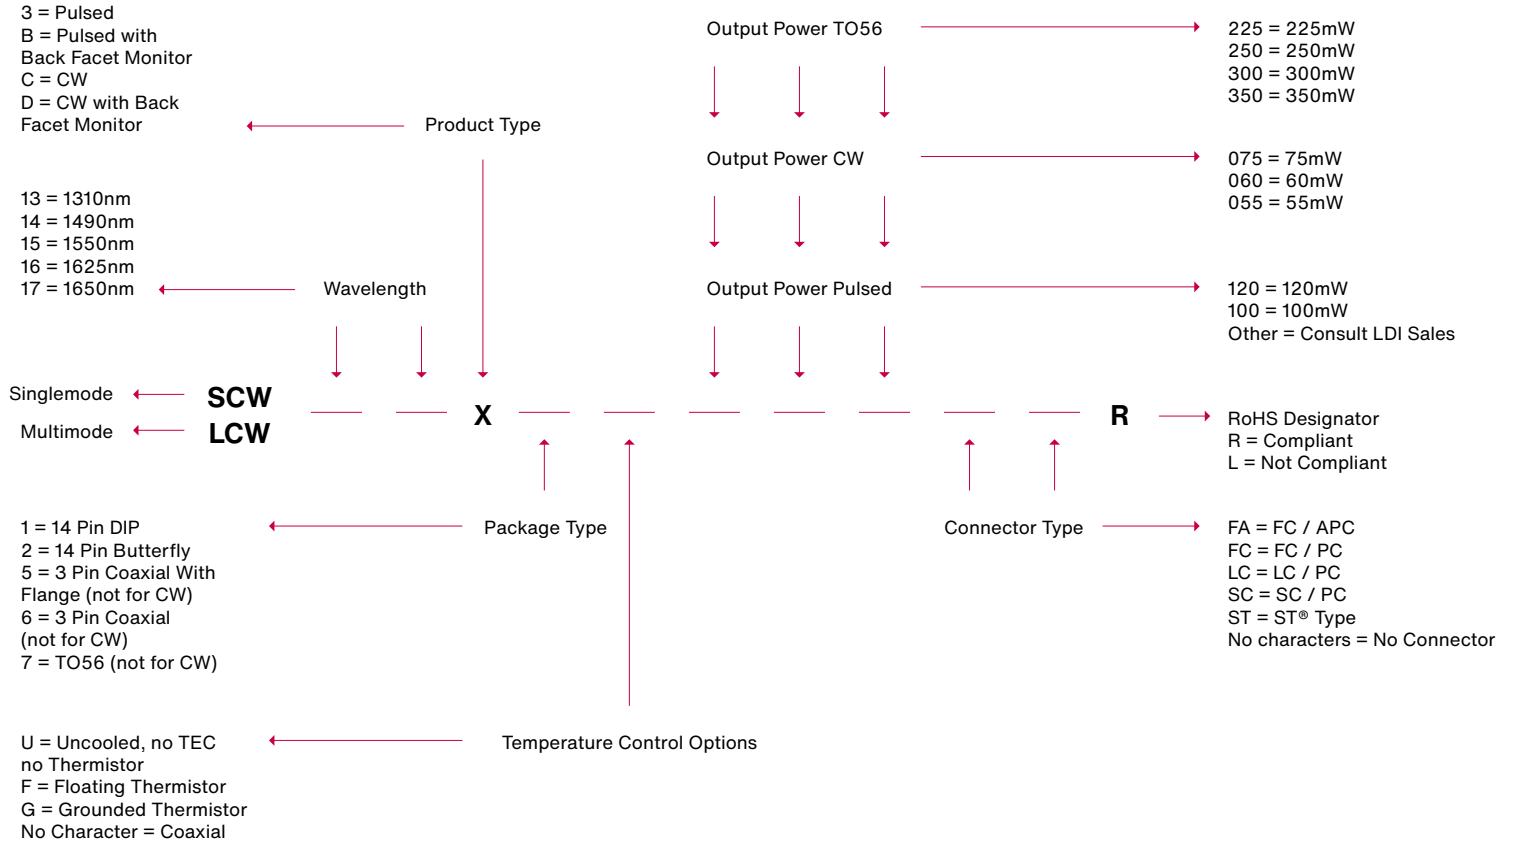 3 = Pulsed
B = Pulsed with
Back Facet Monitor
C = CW
D = CW with Back
Facet Monitor
Product Type
Output Power TO56
225 = 225mW
250 = 250mW
300 = 300mW
350 = 350mW
Output Power CW
075 = 75mW
060 = 60mW
055 = 55mW
13 = 1310nm
14 = 1490nm
15 = 1550nm
16 = 1625nm
17 = 1650nm
Wavelength
Output Power Pulsed
120 = 120mW
100 = 100mW
Other = Consult LDI Sales
Singlemode
SCW
Multimode
LCW
X
R
RoHS Designator
R = Compliant
L = Not Compliant
1 = 14 Pin DIP
2 = 14 Pin Butterfly
5 = 3 Pin Coaxial With
Flange (not for CW)
6 = 3 Pin Coaxial
(not for CW)
7 = TO56 (not for CW)
Package Type
Connector Type
FA = FC / APC
FC = FC / PC
LC = LC / PC
SC = SC / PC
ST = ST® Type
No characters = No Connector
U = Uncooled, no TEC
no Thermistor
F = Floating Thermistor
G = Grounded Thermistor
No Character = Coaxial
Temperature Control Options